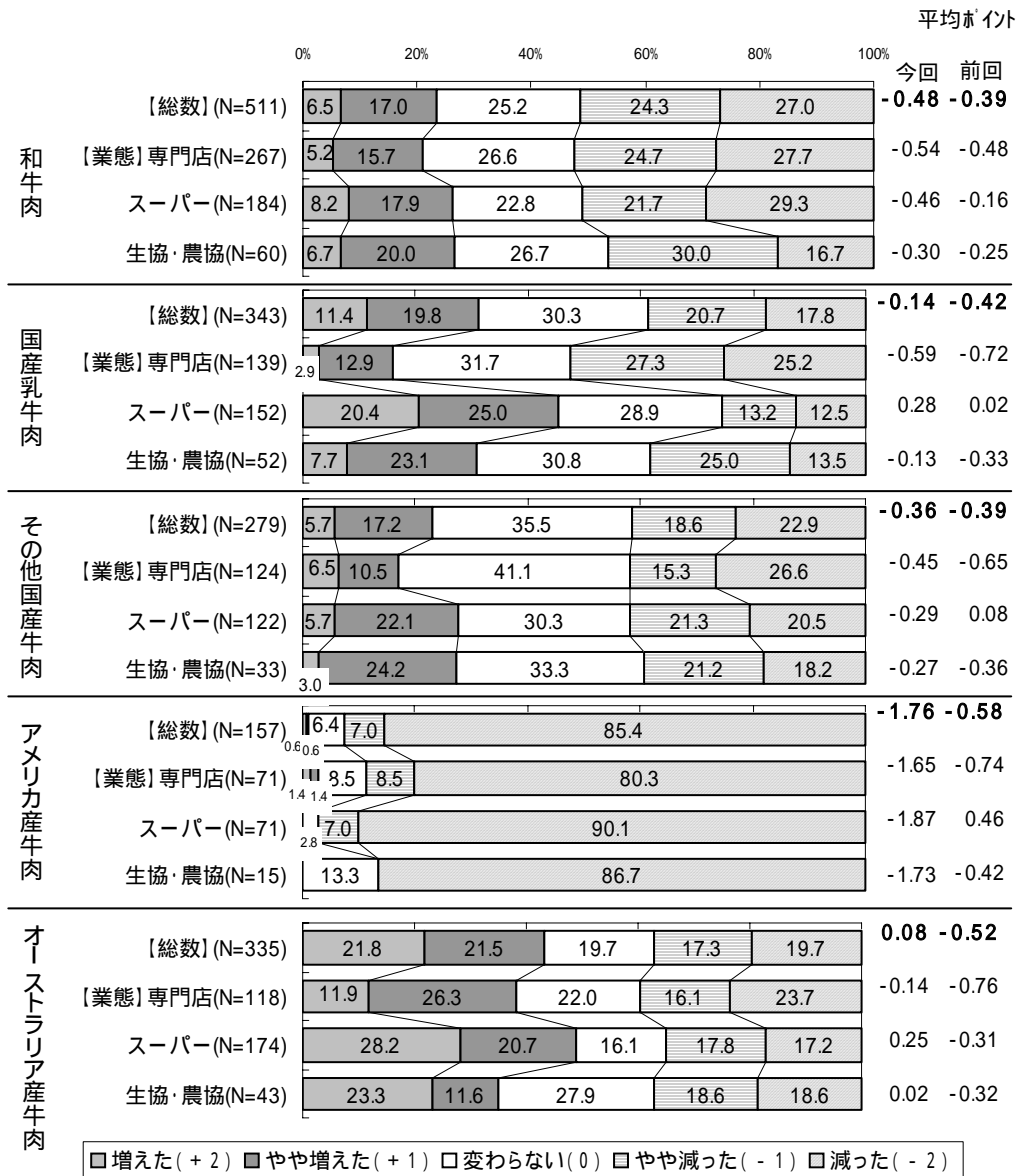 平均ポイント
0% 20% 40% 60% 80% 100%
今回 前回
和牛肉
【総数】(N=511) 6.5 17.0 25.2 24.3 27.0 -0.48 -0.39
【業態】専門店(N=267) 5.2 15.7 26.6 24.7 27.7 -0.54 -0.48
スーパー(N=184) 8.2 17.9 22.8 21.7 29.3 -0.46 -0.16
生協・農協(N=60) 6.7 20.0 26.7 30.0 16.7 -0.30 -0.25
国産乳牛肉
【総数】(N=343) 11.4 19.8 30.3 20.7 17.8 -0.14 -0.42
【業態】専門店(N=139) 2.9 12.9 31.7 27.3 25.2 -0.59 -0.72
スーパー(N=152) 20.4 25.0 28.9 13.2 12.5 0.28 0.02
生協・農協(N=52) 7.7 23.1 30.8 25.0 13.5 -0.13 -0.33
その他国産牛肉
【総数】(N=279) 5.7 17.2 35.5 18.6 22.9 -0.36 -0.39
【業態】専門店(N=124) 6.5 10.5 41.1 15.3 26.6 -0.45 -0.65
スーパー(N=122) 5.7 22.1 30.3 21.3 20.5 -0.29 0.08
生協・農協(N=33) 3.0 24.2 33.3 21.2 18.2 -0.27 -0.36
アメリカ産牛肉
【総数】(N=157) 0.6 0.6 6.4 7.0 85.4 -1.76 -0.58
【業態】専門店(N=71) 1.4 1.4 8.5 8.5 80.3 -1.65 -0.74
スーパー(N=71) 2.8 7.0 90.1 -1.87 0.46
生協・農協(N=15) 13.3 86.7 -1.73 -0.42
オーストラリア産牛肉
【総数】(N=335) 21.8 21.5 19.7 17.3 19.7 0.08 -0.52
【業態】専門店(N=118) 11.9 26.3 22.0 16.1 23.7 -0.14 -0.76
スーパー(N=174) 28.2 20.7 16.1 17.8 17.2 0.25 -0.31
生協・農協(N=43) 23.3 11.6 27.9 18.6 18.6 0.02 -0.32
増えた(+2) やや増えた(+1) 変わらない(0) やや減った(-1) 減った(-2)